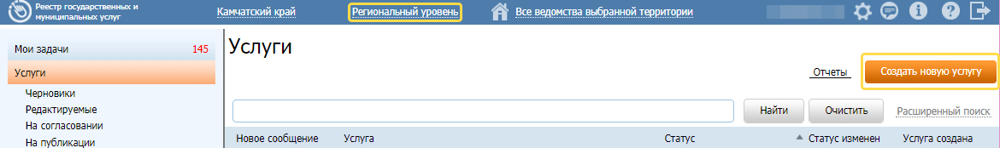 Реестр государственных и муниципальных услуг
Камчатский край
Региональный уровень
Все ведомства выбранной территории
Мои задачи 145
Услуги
Черновики
Редактируемые
На согласовании
На публикации
Услуги
Отчеты
Создать новую услугу
Найти
Очистить
Расширенный поиск
Новое сообщение Услуга Статус Статус изменен Услуга создана